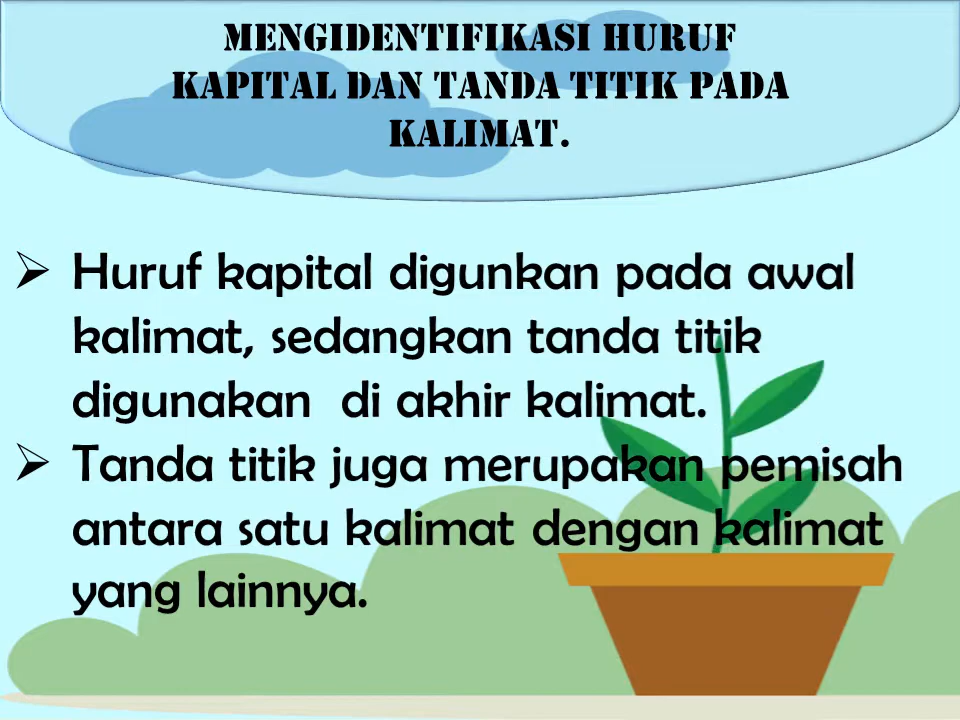 MENGIDENTIFIKASI HURUF
KAPITAL DAN TANDA TITIK PADA
KALIMAT.
➢ Huruf kapital digunkan pada awal
kalimat, sedangkan tanda titik
digunakan di akhir kalimat.
➢ Tanda titik juga merupakan pemisah
antara satu kalimat dengan kalimat
yang lainnya.